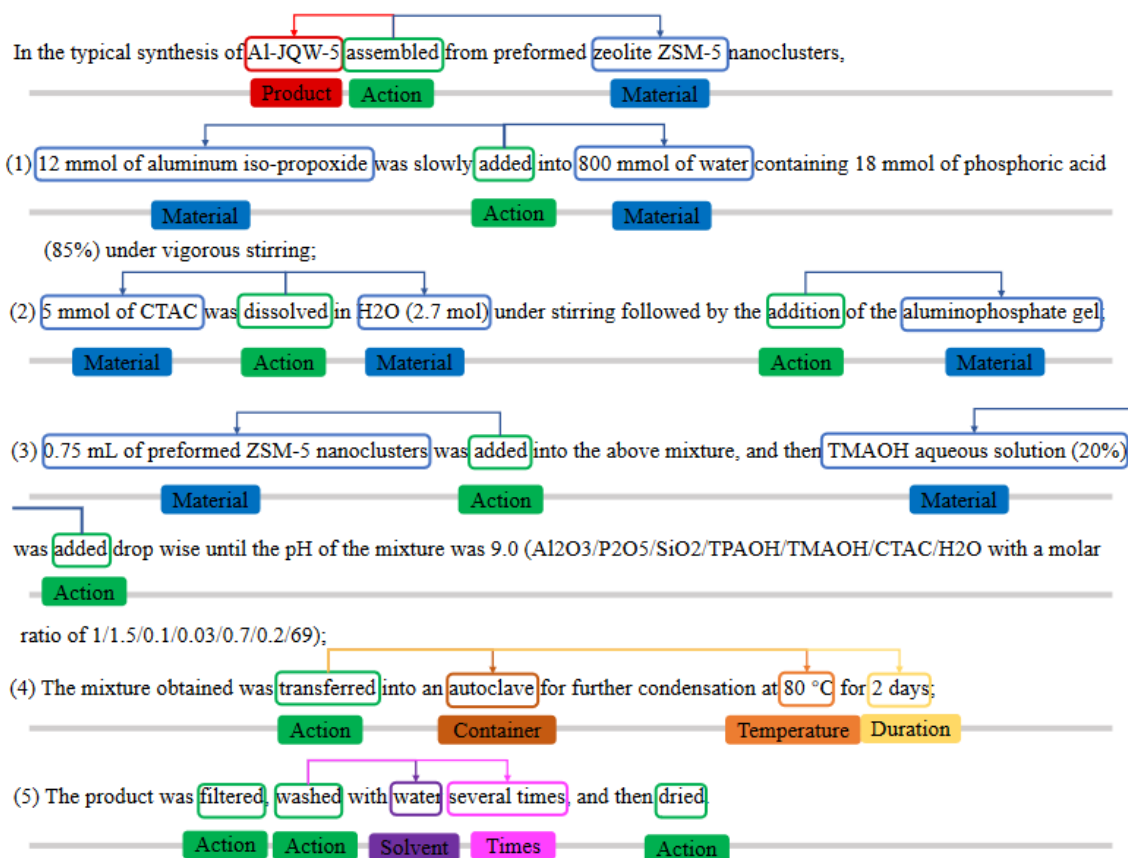 In the typical synthesis of Al-JQW-5 assembled from preformed zeolite ZSM-5 nanoclusters,
Product Action Material
(1) 12 mmol of aluminum iso-propoxide was slowly added into 800 mmol of water containing 18 mmol of phosphoric acid
Material Action Material
(85%) under vigorous stirring;
(2) 5 mmol of CTAC was dissolved in H2O (2.7 mol) under stirring followed by the addition of the aluminophosphate gel;
Material Action Material Action Material
(3) 0.75 mL of preformed ZSM-5 nanoclusters was added into the above mixture, and then TMAOH aqueous solution (20%)
Material Action Material
was added drop wise until the pH of the mixture was 9.0 (Al2O3/P2O5/SiO2/TPAOH/TMAOH/CTAC/H2O with a molar
Action
ratio of 1/1.5/0.1/0.03/0.7/0.2/69);
(4) The mixture obtained was transferred into an autoclave for further condensation at 80 °C for 2 days;
Action Container Temperature Duration
(5) The product was filtered, washed with water several times, and then dried.
Action Action Solvent Times Action